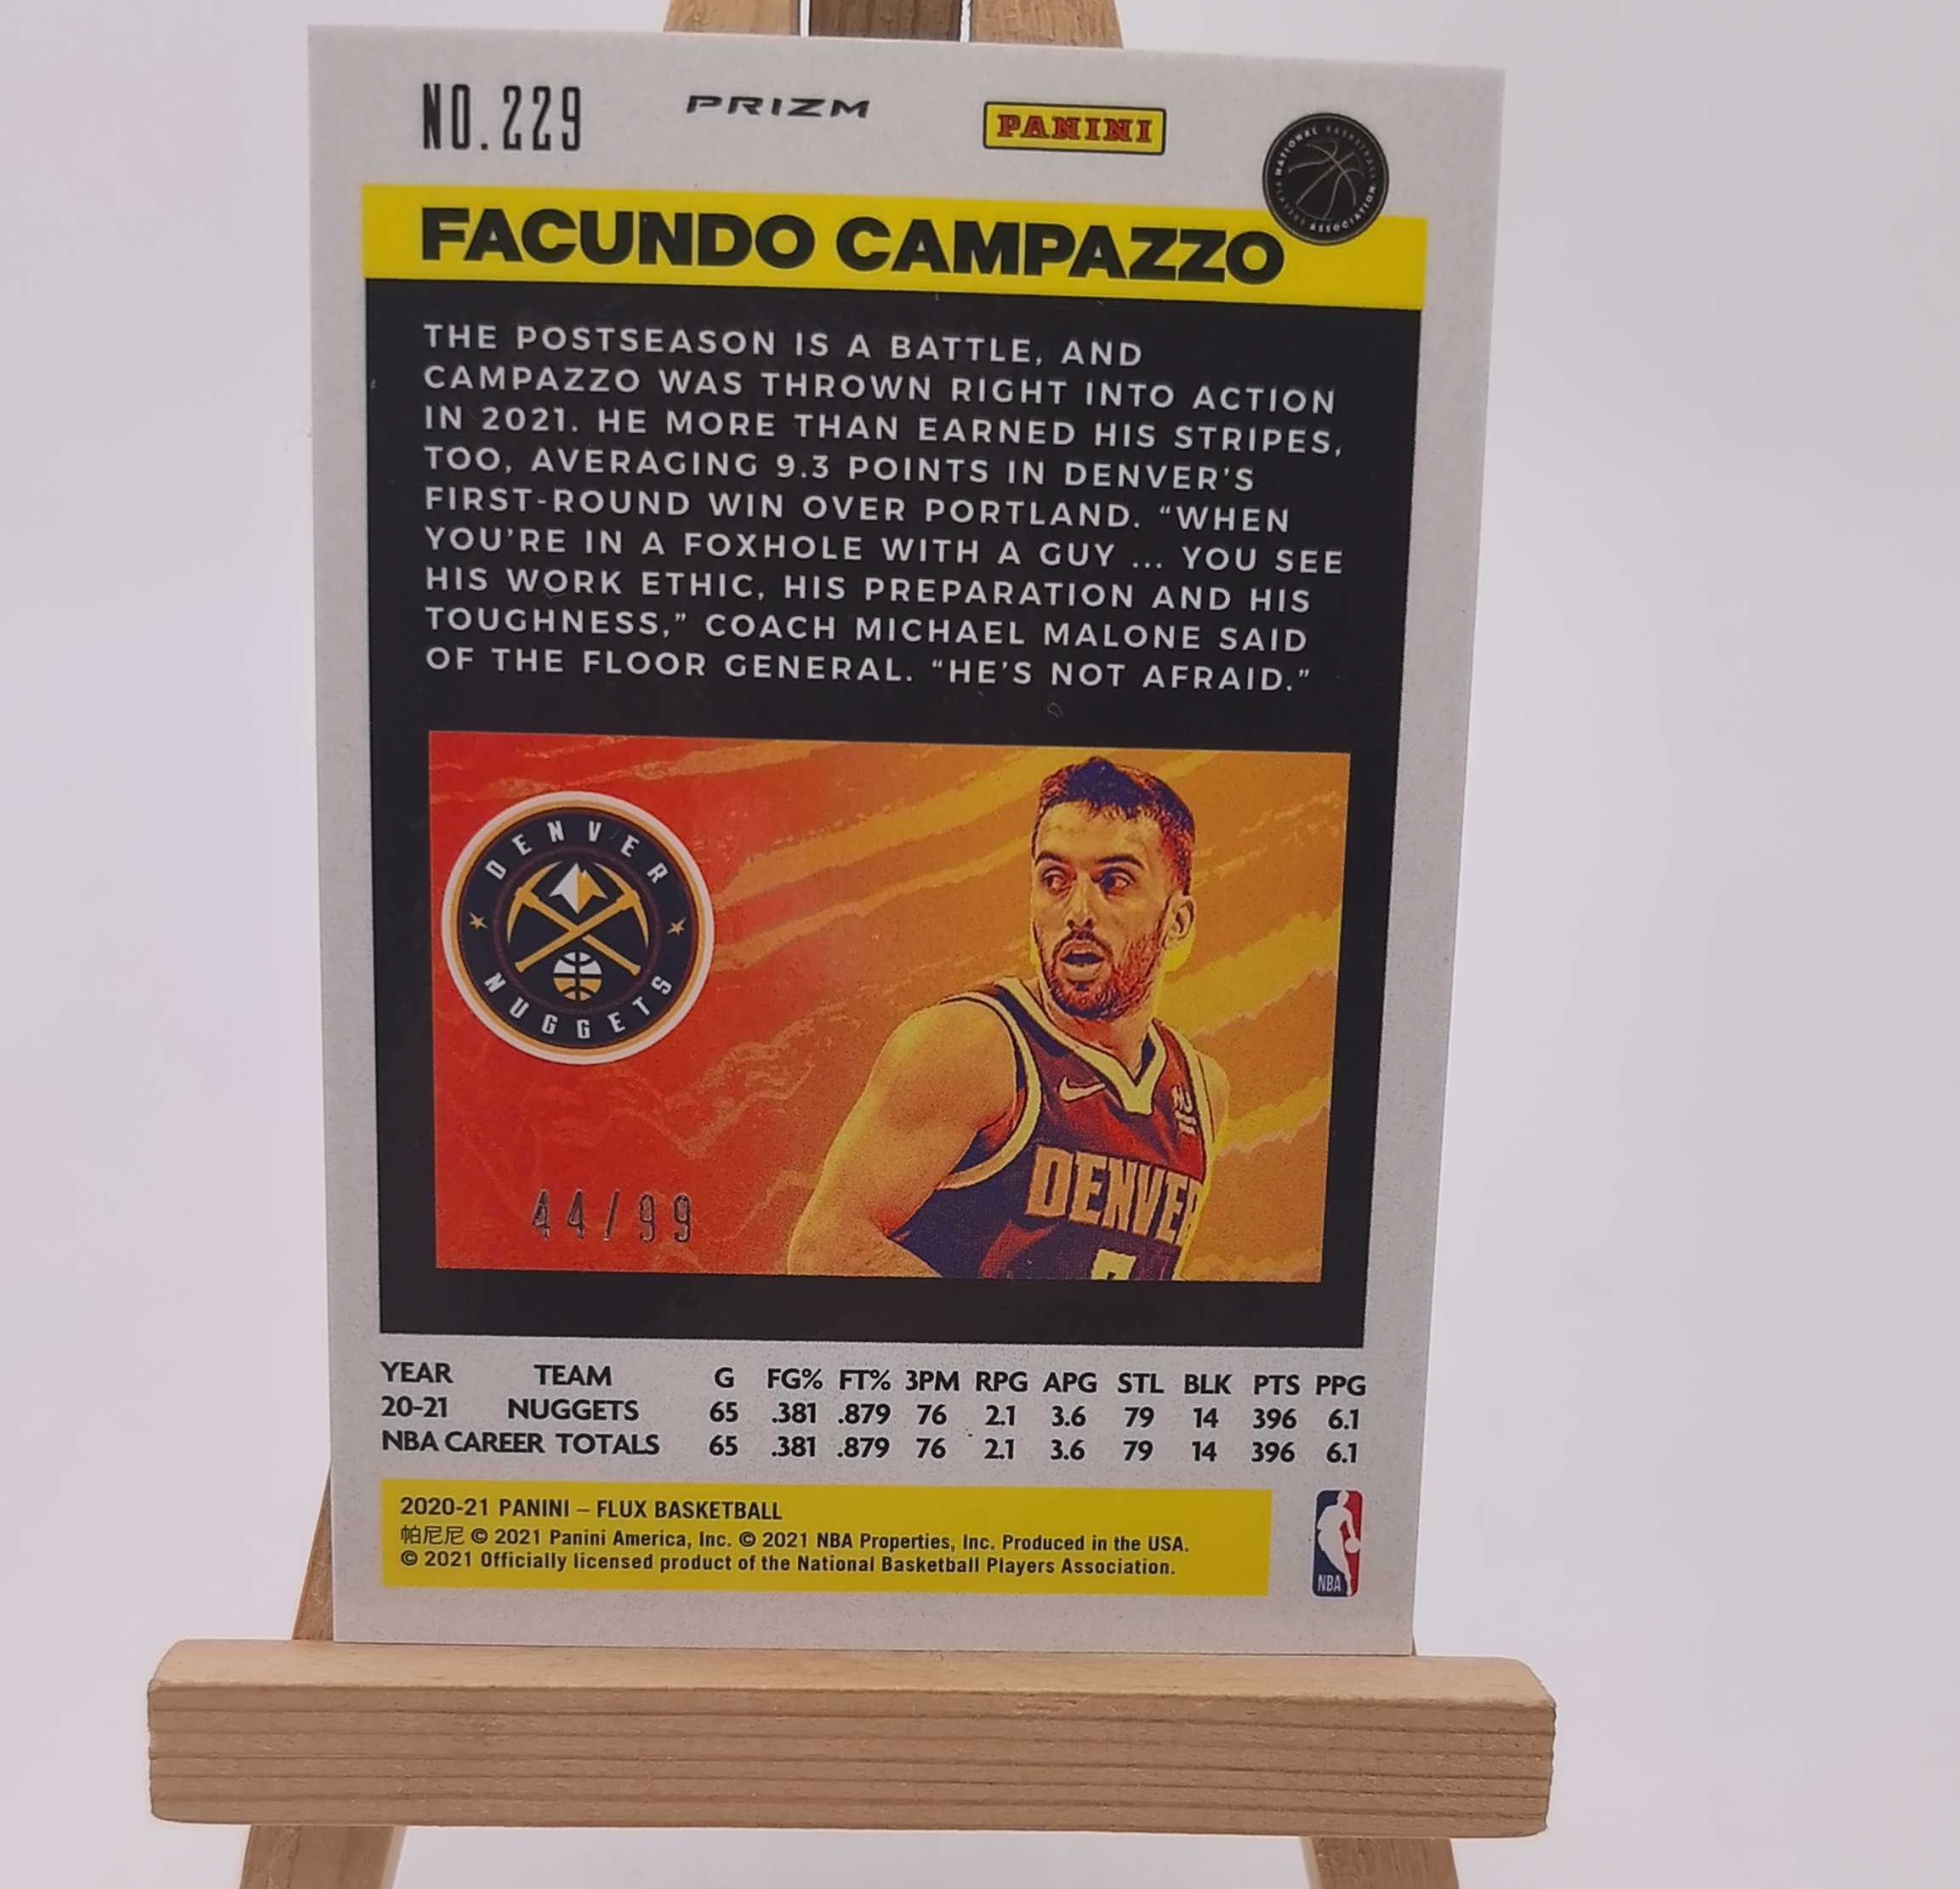 NO.229
PRIZM
PANINI
NATIONAL BASKETBALL PLAYERS ASSOCIATION
FACUNDO CAMPAZZO
THE POSTSEASON IS A BATTLE, AND
CAMPAZZO WAS THROWN RIGHT INTO ACTION
IN 2021. HE MORE THAN EARNED HIS STRIPES,
TOO, AVERAGING 9.3 POINTS IN DENVER'S
FIRST-ROUND WIN OVER PORTLAND. “WHEN
YOU'RE IN A FOXHOLE WITH A GUY ... YOU SEE
HIS WORK ETHIC, HIS PREPARATION AND HIS
TOUGHNESS,” COACH MICHAEL MALONE SAID
OF THE FLOOR GENERAL. “HE'S NOT AFRAID.”
DENVER
NUGGETS
DENVER
7
44/99
YEAR TEAM G FG% FT% 3PM RPG APG STL BLK PTS PPG
20-21 NUGGETS 65 .381 .879 76 2.1 3.6 79 14 396 6.1
NBA CAREER TOTALS 65 .381 .879 76 2.1 3.6 79 14 396 6.1
2020-21 PANINI – FLUX BASKETBALL
帕尼尼 © 2021 Panini America, Inc. © 2021 NBA Properties, Inc. Produced in the USA.
© 2021 Officially licensed product of the National Basketball Players Association.
NBA